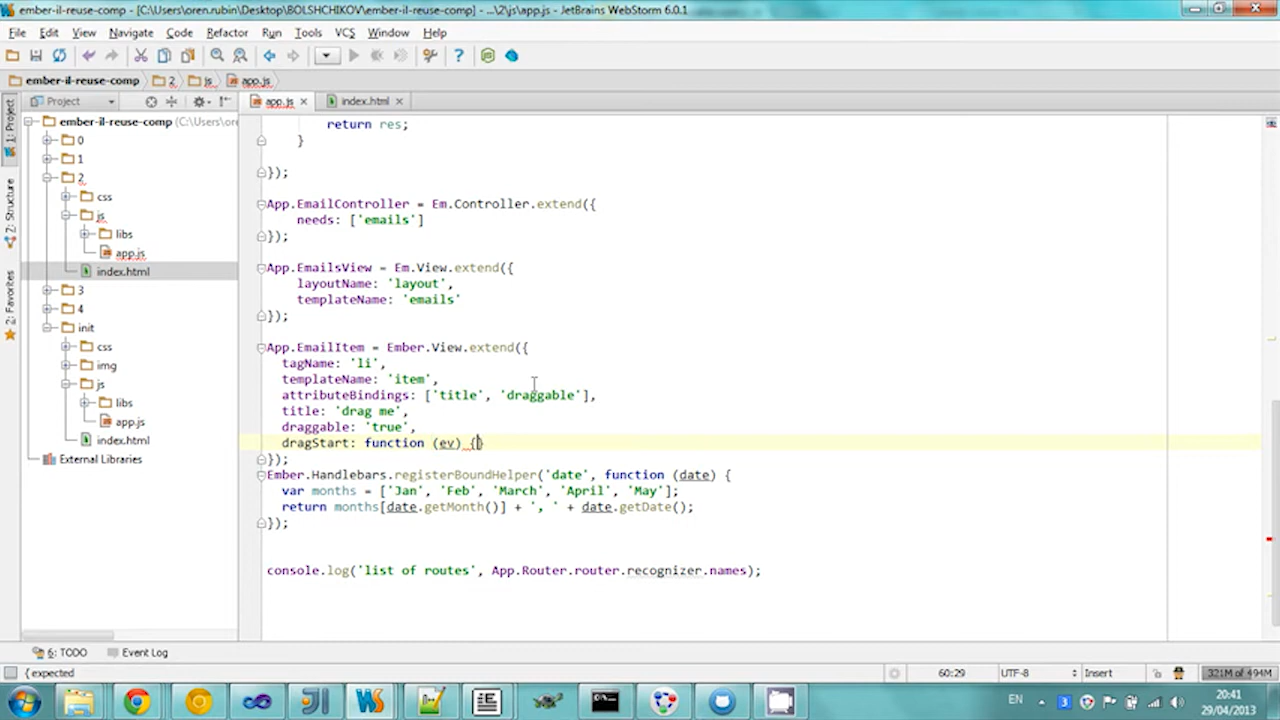 ember-il-reuse-comp - [C:\Users\oren.rubin\Desktop\BOLSHCHIKOV\ember-il-reuse-comp] - ...\2\js\app.js - JetBrains WebStorm 6.0.1
File Edit View Navigate Code Refactor Run Tools VCS Window Help
ember-il-reuse-comp 2 js app.js
Project
app.js
index.html
1: Project
Z: Structure
2: Favorites
ember-il-reuse-comp (C:\Users\ore
0
1
2
css
js
libs
app.js
index.html
3
4
init
css
img
js
libs
app.js
index.html
External Libraries
return res;
}
});
App.EmailController = Em.Controller.extend({
needs: ['emails']
});
App.EmailsView = Em.View.extend({
layoutName: 'layout',
templateName: 'emails'
});
App.EmailItem = Ember.View.extend({
tagName: 'li',
templateName: 'item',
attributeBindings: ['title', 'draggable'],
title: 'drag me',
draggable: 'true',
dragStart: function (ev) {}
});
Ember.Handlebars.registerBoundHelper('date', function (date) {
var months = ['Jan', 'Feb', 'March', 'April', 'May'];
return months[date.getMonth()] + ', ' + date.getDate();
});
console.log('list of routes', App.Router.router.recognizer.names);
6: TODO
Event Log
{ expected
60:29
UTF-8
Insert
321M of 494M
EN
20:41
29/04/2013